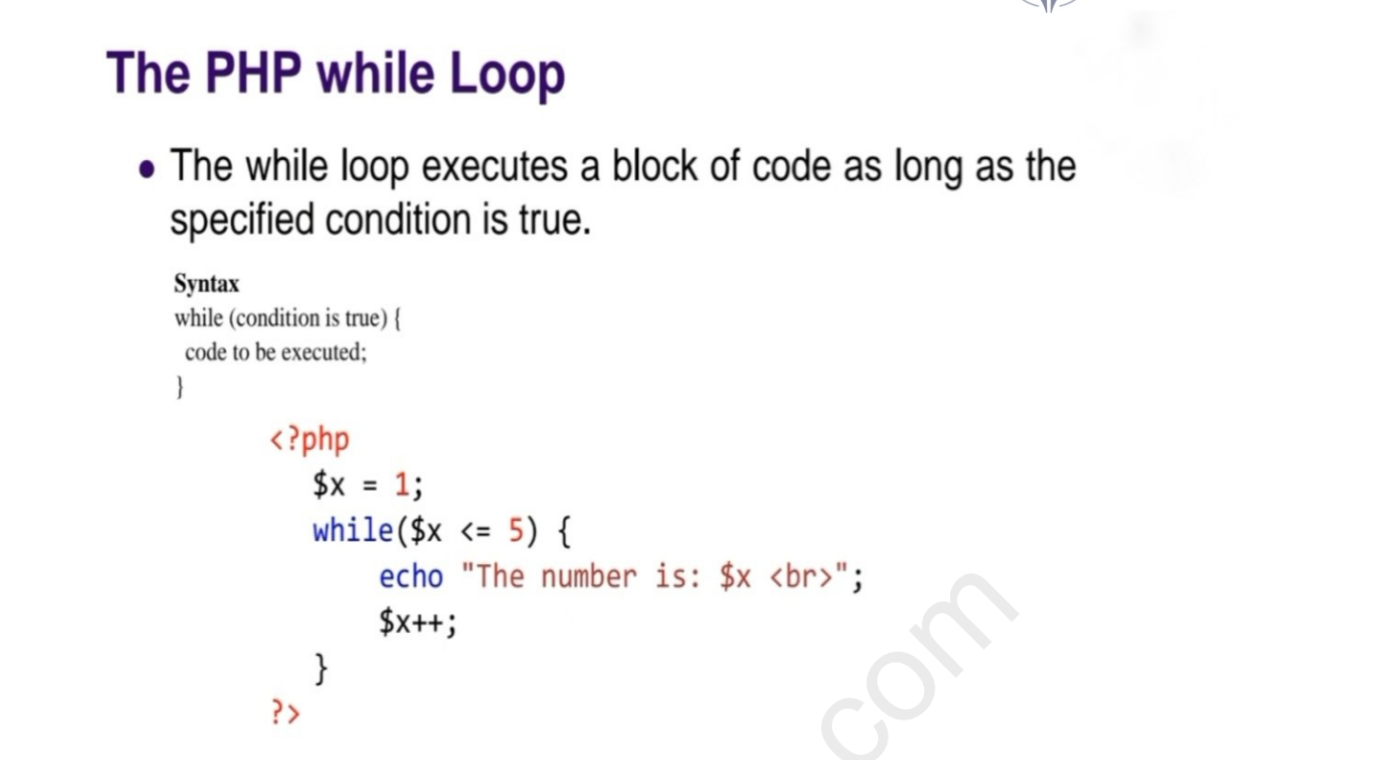 The PHP while Loop
• The while loop executes a block of code as long as the
specified condition is true.
Syntax
while (condition is true) {
code to be executed;
}
<?php
$x = 1;
while($x <= 5) {
echo "The number is: $x <br>";
$x++;
}
?>
com